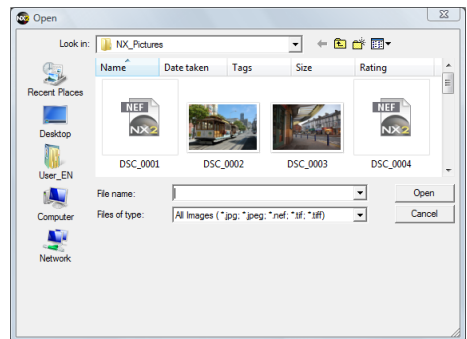 Open
Look in: NX_Pictures
Name Date taken Tags Size Rating
Recent Places
Desktop
User_EN
Computer
Network
NEF
NX2
NEF
NX2
DSC_0001 DSC_0002 DSC_0003 DSC_0004
File name: Open
Files of type: All Images (*.jpg; *.jpeg; *.nef; *.tif; *.tiff) Cancel